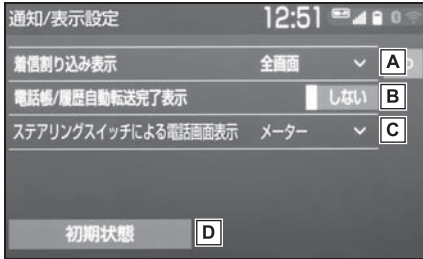 通知/表示設定 12:51 0
着信割り込み表示 全画面 A
電話帳/履歴自動転送完了表示 しない B
ステアリングスイッチによる電話画面表示 メーター C
初期状態 D